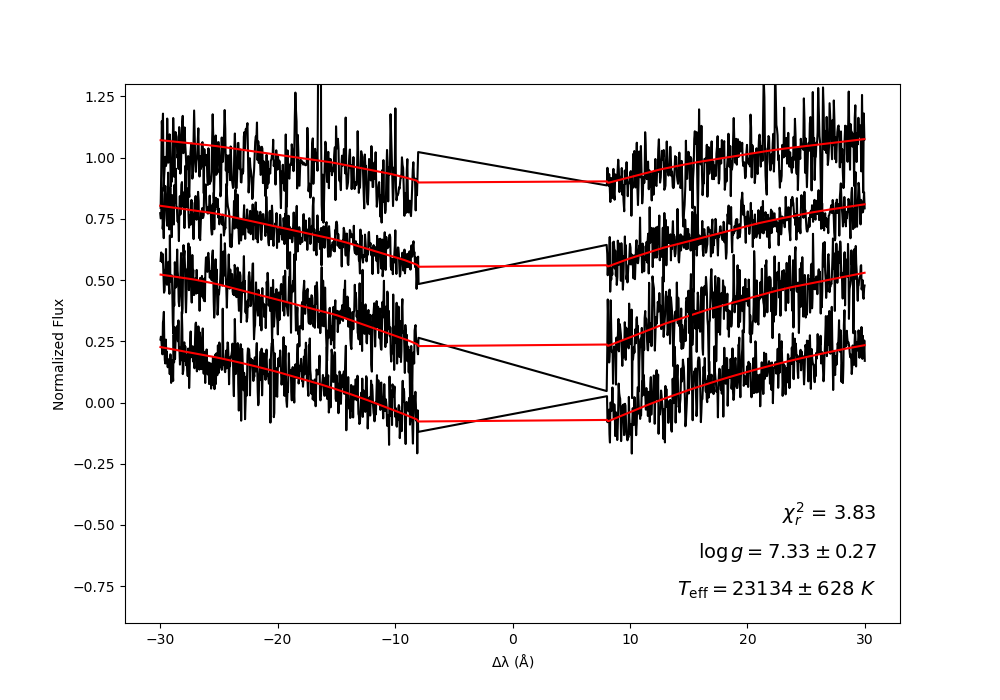 1.25
1.00
0.75
0.50
0.25
0.00
−0.25
−0.50
−0.75
Normalized Flux
χ²ᵣ = 3.83
log g = 7.33 ± 0.27
T_eff = 23134 ± 628 K
−30 −20 −10 0 10 20 30
Δλ (Å)